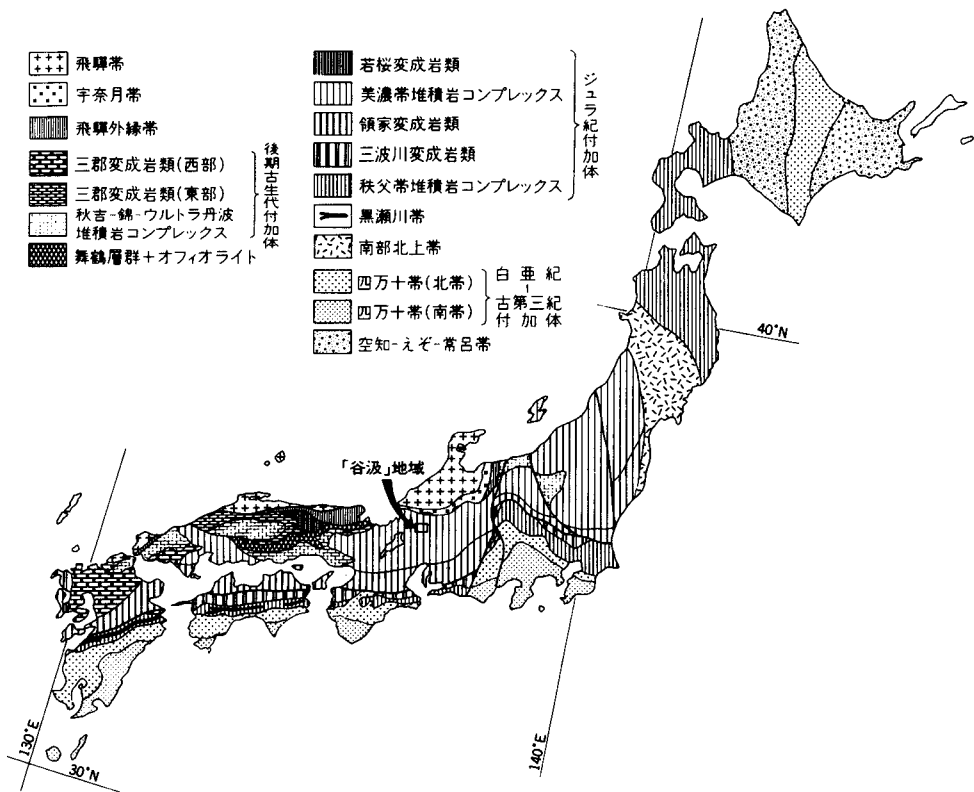 飛騨帯
宇奈月帯
飛騨外縁帯
三郡変成岩類(西部)
三郡変成岩類(東部)
秋吉-錦-ウルトラ丹波
堆積岩コンプレックス
後期古生代付加体
舞鶴層群+オフィオライト
若桜変成岩類
美濃帯堆積岩コンプレックス
領家変成岩類
三波川変成岩類
秩父帯堆積岩コンプレックス
ジュラ紀付加体
黒瀬川帯
南部北上帯
四万十帯(北帯)
四万十帯(南帯)
白亜紀
-
古第三紀
付加体
空知-えぞ-常呂帯
40°N
「谷汲」地域
130°E
30°N
140°E